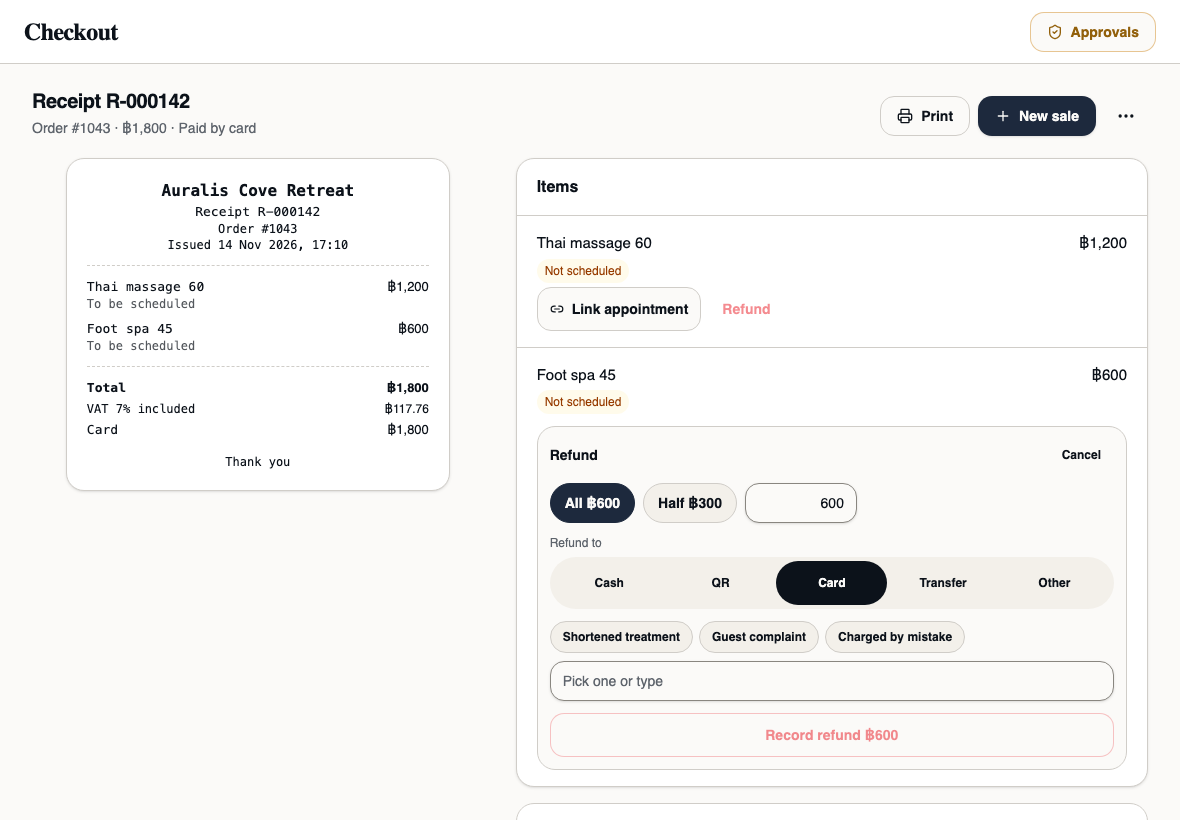 Checkout
Approvals
Receipt R-000142
Order #1043 · ฿1,800 · Paid by card
Print
New sale
Auralis Cove Retreat
Receipt R-000142
Order #1043
Issued 14 Nov 2026, 17:10
Thai massage 60 ฿1,200
To be scheduled
Foot spa 45 ฿600
To be scheduled
Total ฿1,800
VAT 7% included ฿117.76
Card ฿1,800
Thank you
Items
Thai massage 60 ฿1,200
Not scheduled
Link appointment Refund
Foot spa 45 ฿600
Not scheduled
Refund Cancel
All ฿600 Half ฿300 600
Refund to
Cash QR Card Transfer Other
Shortened treatment Guest complaint Charged by mistake
Pick one or type
Record refund ฿600